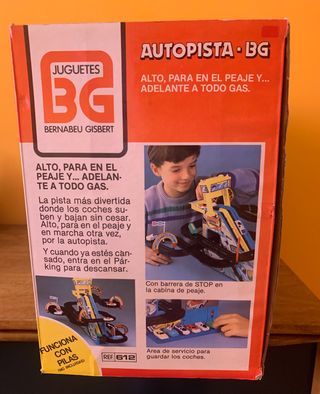 JUGUETES
BG
BERNABEU GISBERT
AUTOPISTA·BG
ALTO, PARA EN EL PEAJE Y...
ADELANTE A TODO GAS.
ALTO, PARA EN EL
PEAJE Y... ADELAN-
TE A TODO GAS.
La pista más divertida
donde los coches su-
ben y bajan sin cesar.
Alto, para en el peaje y
en marcha otra vez,
por la autopista.
Y cuando ya estés can-
sado, entra en el Pár-
king para descansar.
Con barrera de STOP en
la cabina de peaje.
Area de servicio para
guardar los coches.
FUNCIONA
CON
PILAS
(NO INCLUIDAS)
REF. 612